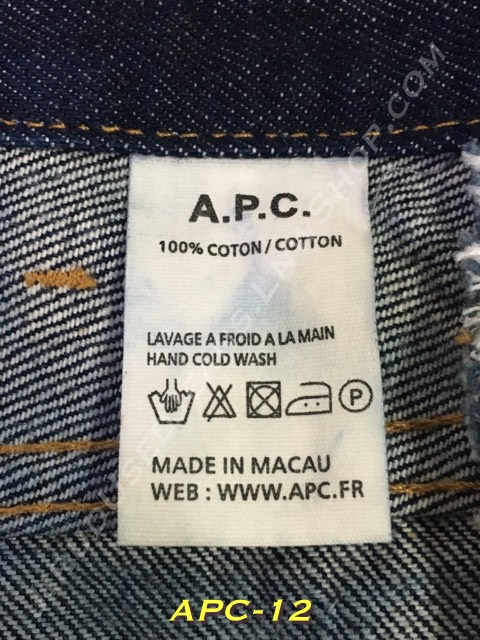 A.P.C.
100% COTON / COTTON
LAVAGE A FROID A LA MAIN
HAND COLD WASH
P
MADE IN MACAU
WEB : WWW.APC.FR
APC-12